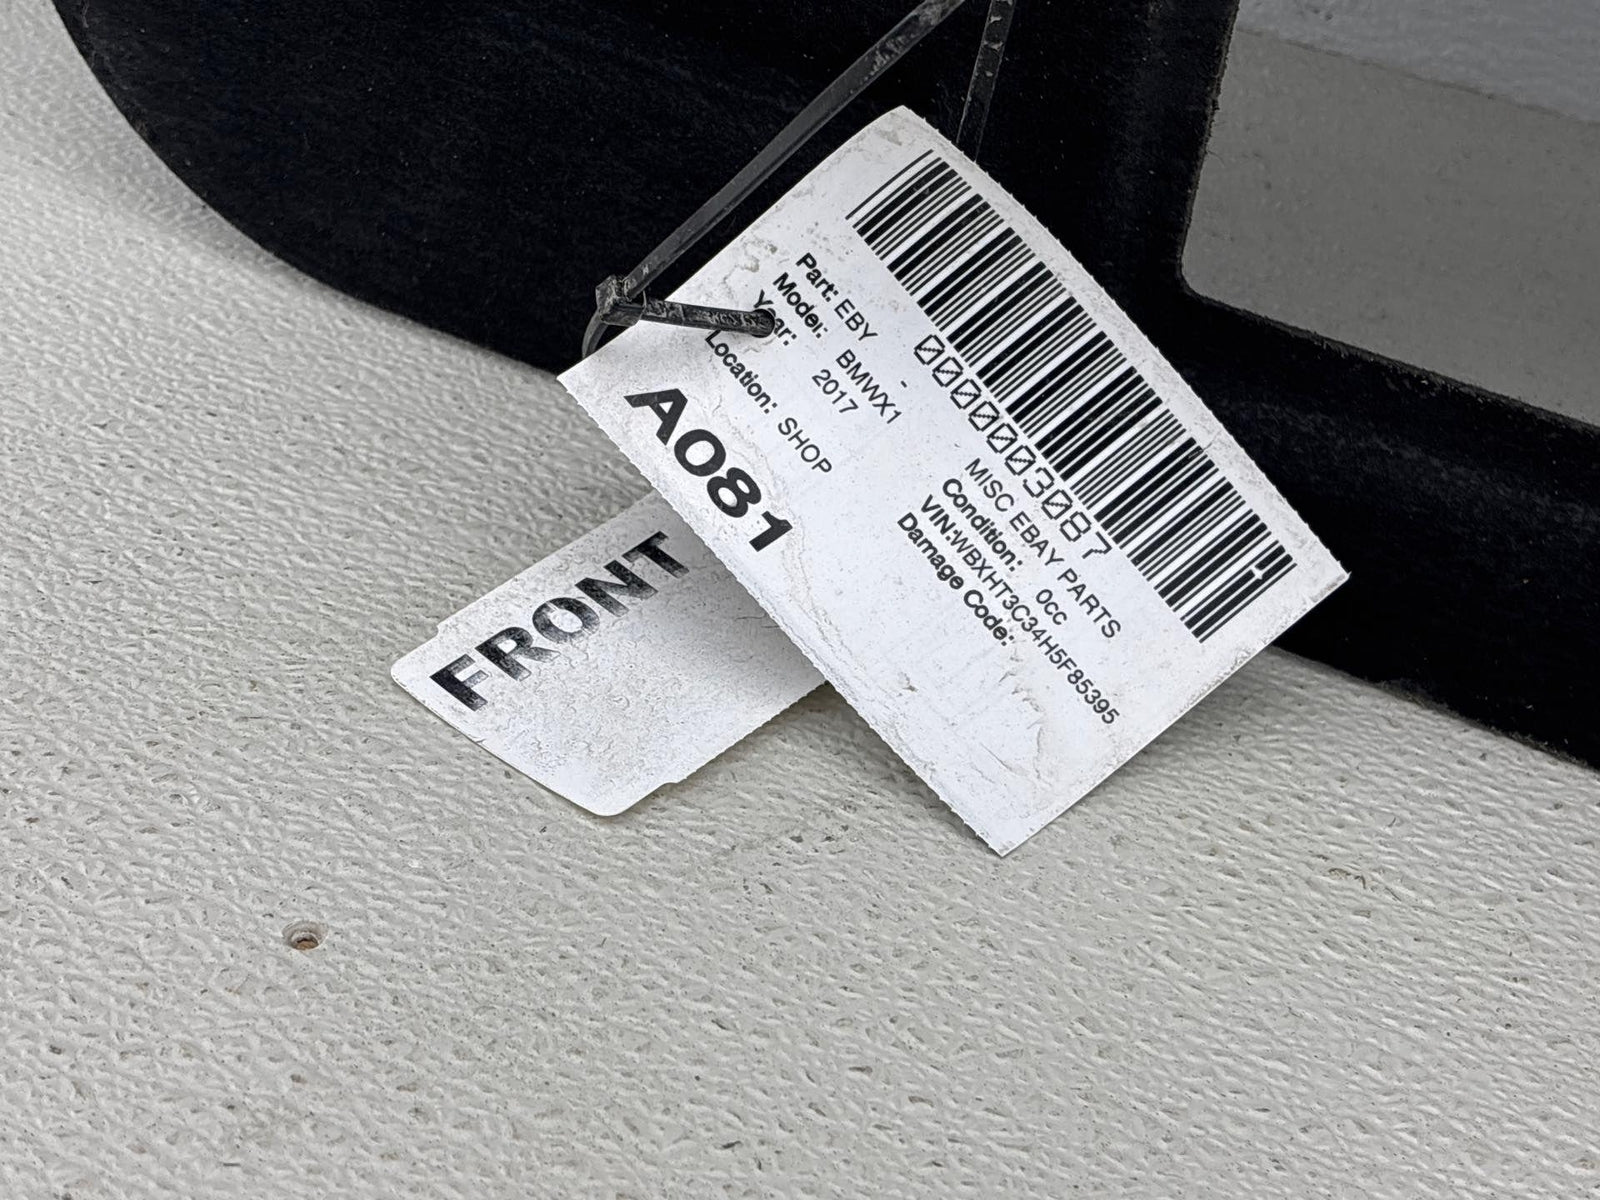 0000003087
Part: EBY - MISC EBAY PARTS
Model: BMWX1 Condition: 0cc
Year: 2017 VIN:WBXHT3C34H5F85395
Location: SHOP Damage Code:
A081
FRONT